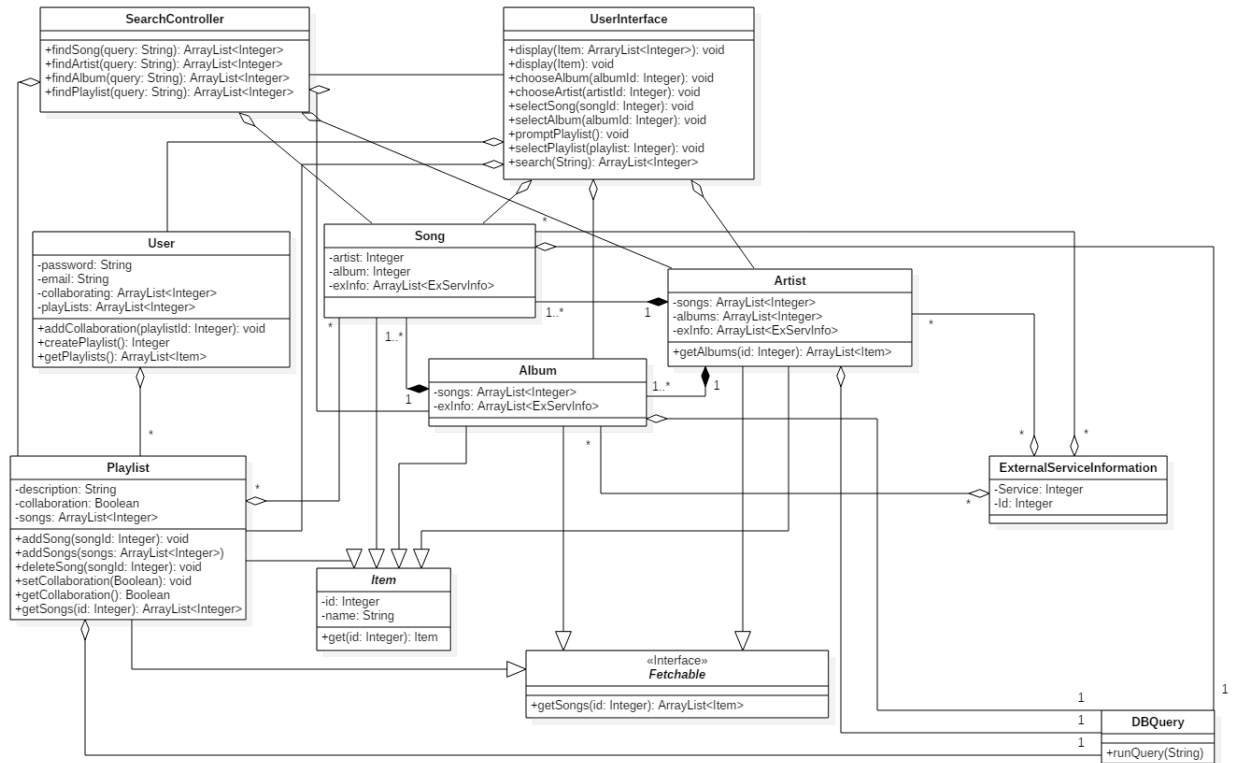 SearchController
+findSong(query: String): ArrayList<Integer>
+findArtist(query: String): ArrayList<Integer>
+findAlbum(query: String): ArrayList<Integer>
+findPlaylist(query: String): ArrayList<Integer>
UserInterface
+display(Item: ArraryList<Integer>): void
+display(Item): void
+chooseAlbum(albumId: Integer): void
+chooseArtist(artistId: Integer): void
+selectSong(songId: Integer): void
+selectAlbum(albumId: Integer): void
+promptPlaylist(): void
+selectPlaylist(playlist: Integer): void
+search(String): ArrayList<Integer>
User
-password: String
-email: String
-collaborating: ArrayList<Integer>
-playLists: ArrayList<Integer>
+addCollaboration(playlistId: Integer): void
+createPlaylist(): Integer
+getPlaylists(): ArrayList<Item>
*
Song
-artist: Integer
-album: Integer
-exInfo: ArrayList<ExServInfo>
*
*
1..*
1..*
1
Artist
-songs: ArrayList<Integer>
-albums: ArrayList<Integer>
-exInfo: ArrayList<ExServInfo>
+getAlbums(id: Integer): ArrayList<Item>
*
1
1..*
Album
-songs: ArrayList<Integer>
-exInfo: ArrayList<ExServInfo>
1
*
*
*
*
ExternalServiceInformation
-Service: Integer
-Id: Integer
Playlist
-description: String
-collaboration: Boolean
-songs: ArrayList<Integer>
+addSong(songId: Integer): void
+addSongs(songs: ArrayList<Integer>)
+deleteSong(songId: Integer): void
+setCollaboration(Boolean): void
+getCollaboration(): Boolean
+getSongs(id: Integer): ArrayList<Integer>
*
Item
-id: Integer
-name: String
+get(id: Integer): Item
«Interface»
Fetchable
+getSongs(id: Integer): ArrayList<Item>
1
1
1
1
DBQuery
+runQuery(String)